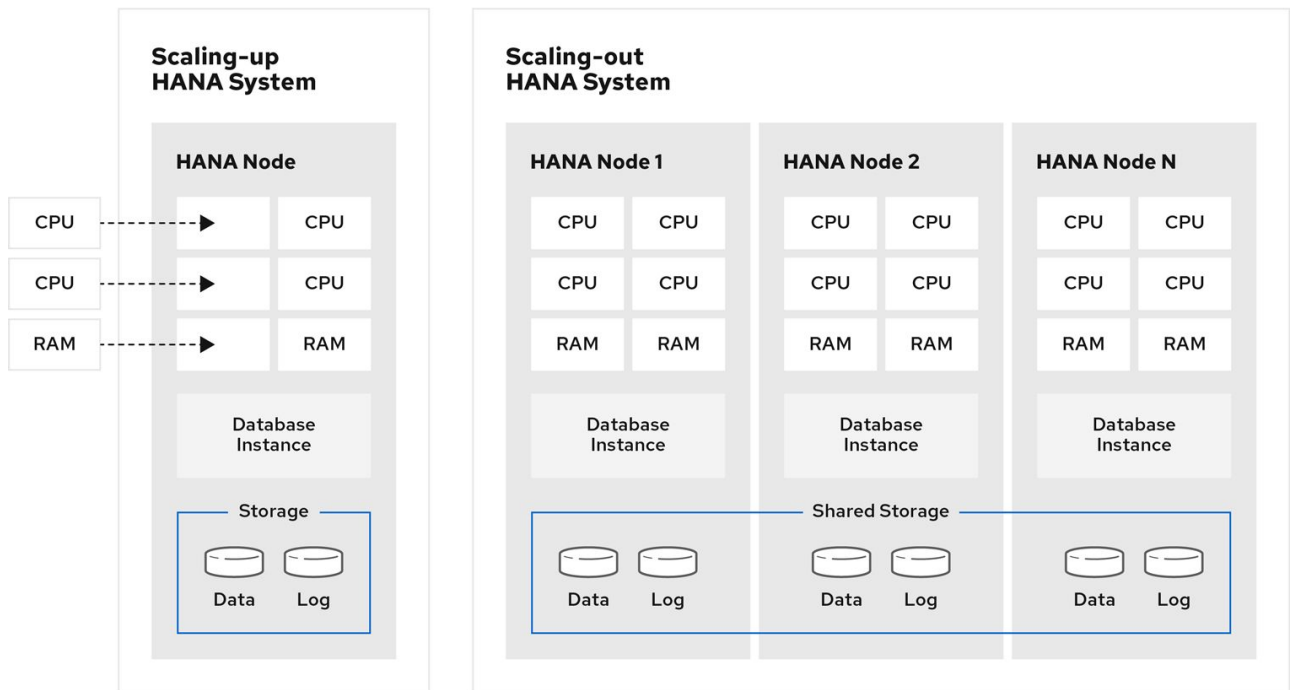 Scaling-up
HANA System
HANA Node
CPU
CPU
CPU
CPU
RAM
RAM
Database
Instance
Storage
Data Log
Scaling-out
HANA System
HANA Node 1
CPU CPU
CPU CPU
RAM RAM
Database
Instance
HANA Node 2
CPU CPU
CPU CPU
RAM RAM
Database
Instance
HANA Node N
CPU CPU
CPU CPU
RAM RAM
Database
Instance
Shared Storage
Data Log
Data Log
Data Log